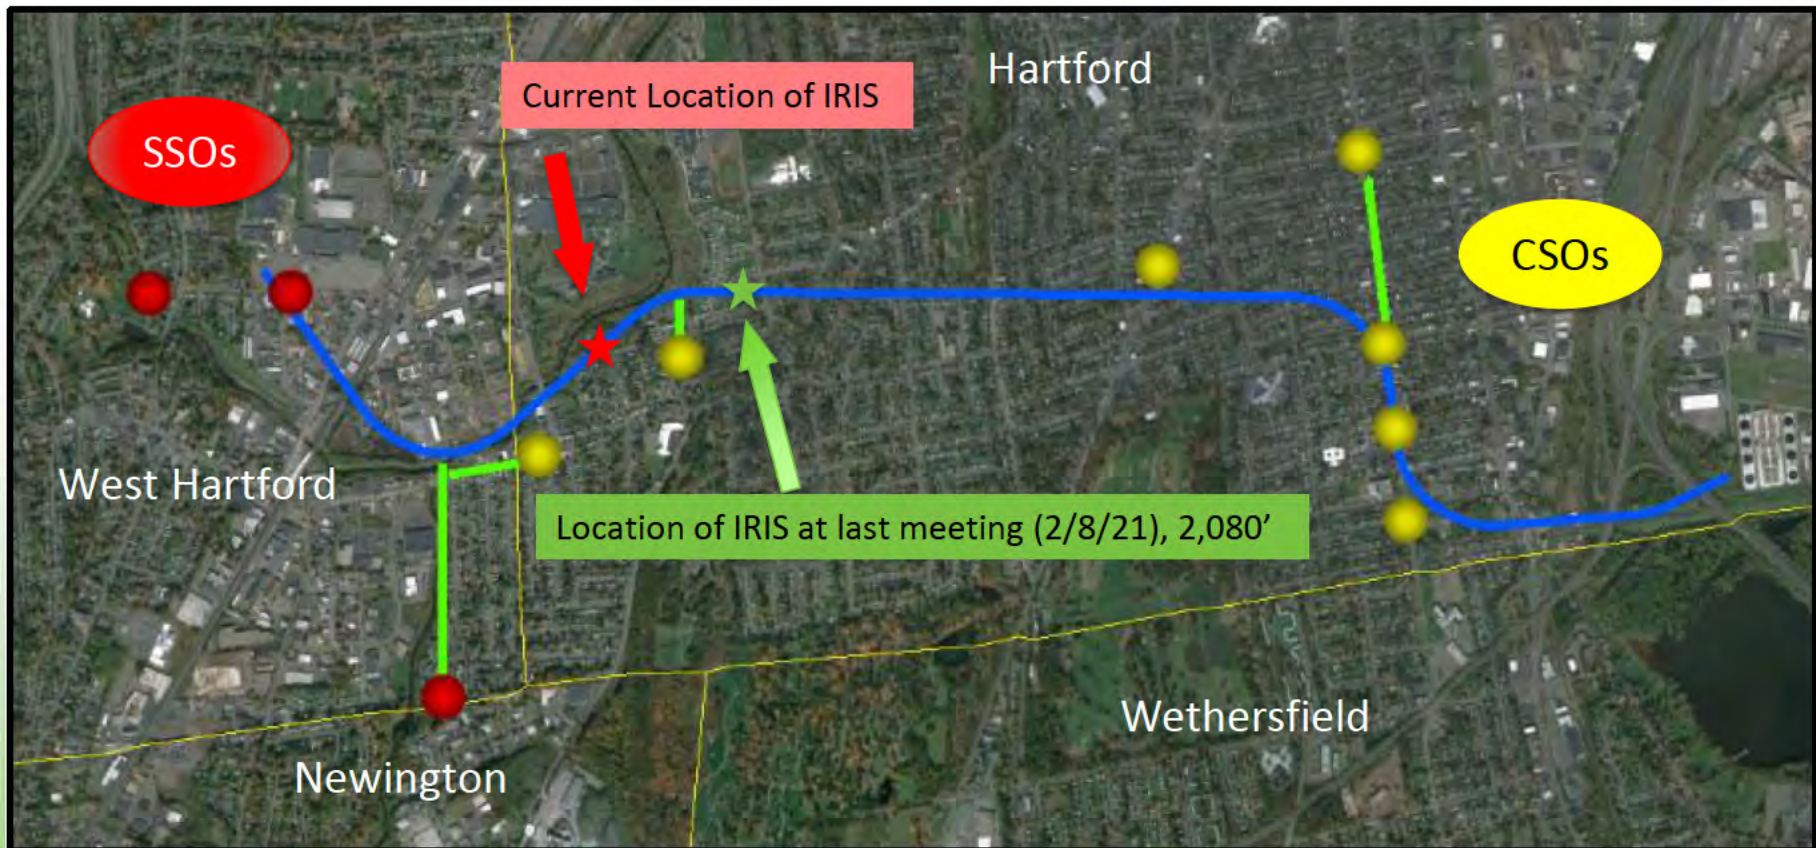 Hartford
Current Location of IRIS
SSOs
CSOs
West Hartford
Location of IRIS at last meeting (2/8/21), 2,080’
Wethersfield
Newington